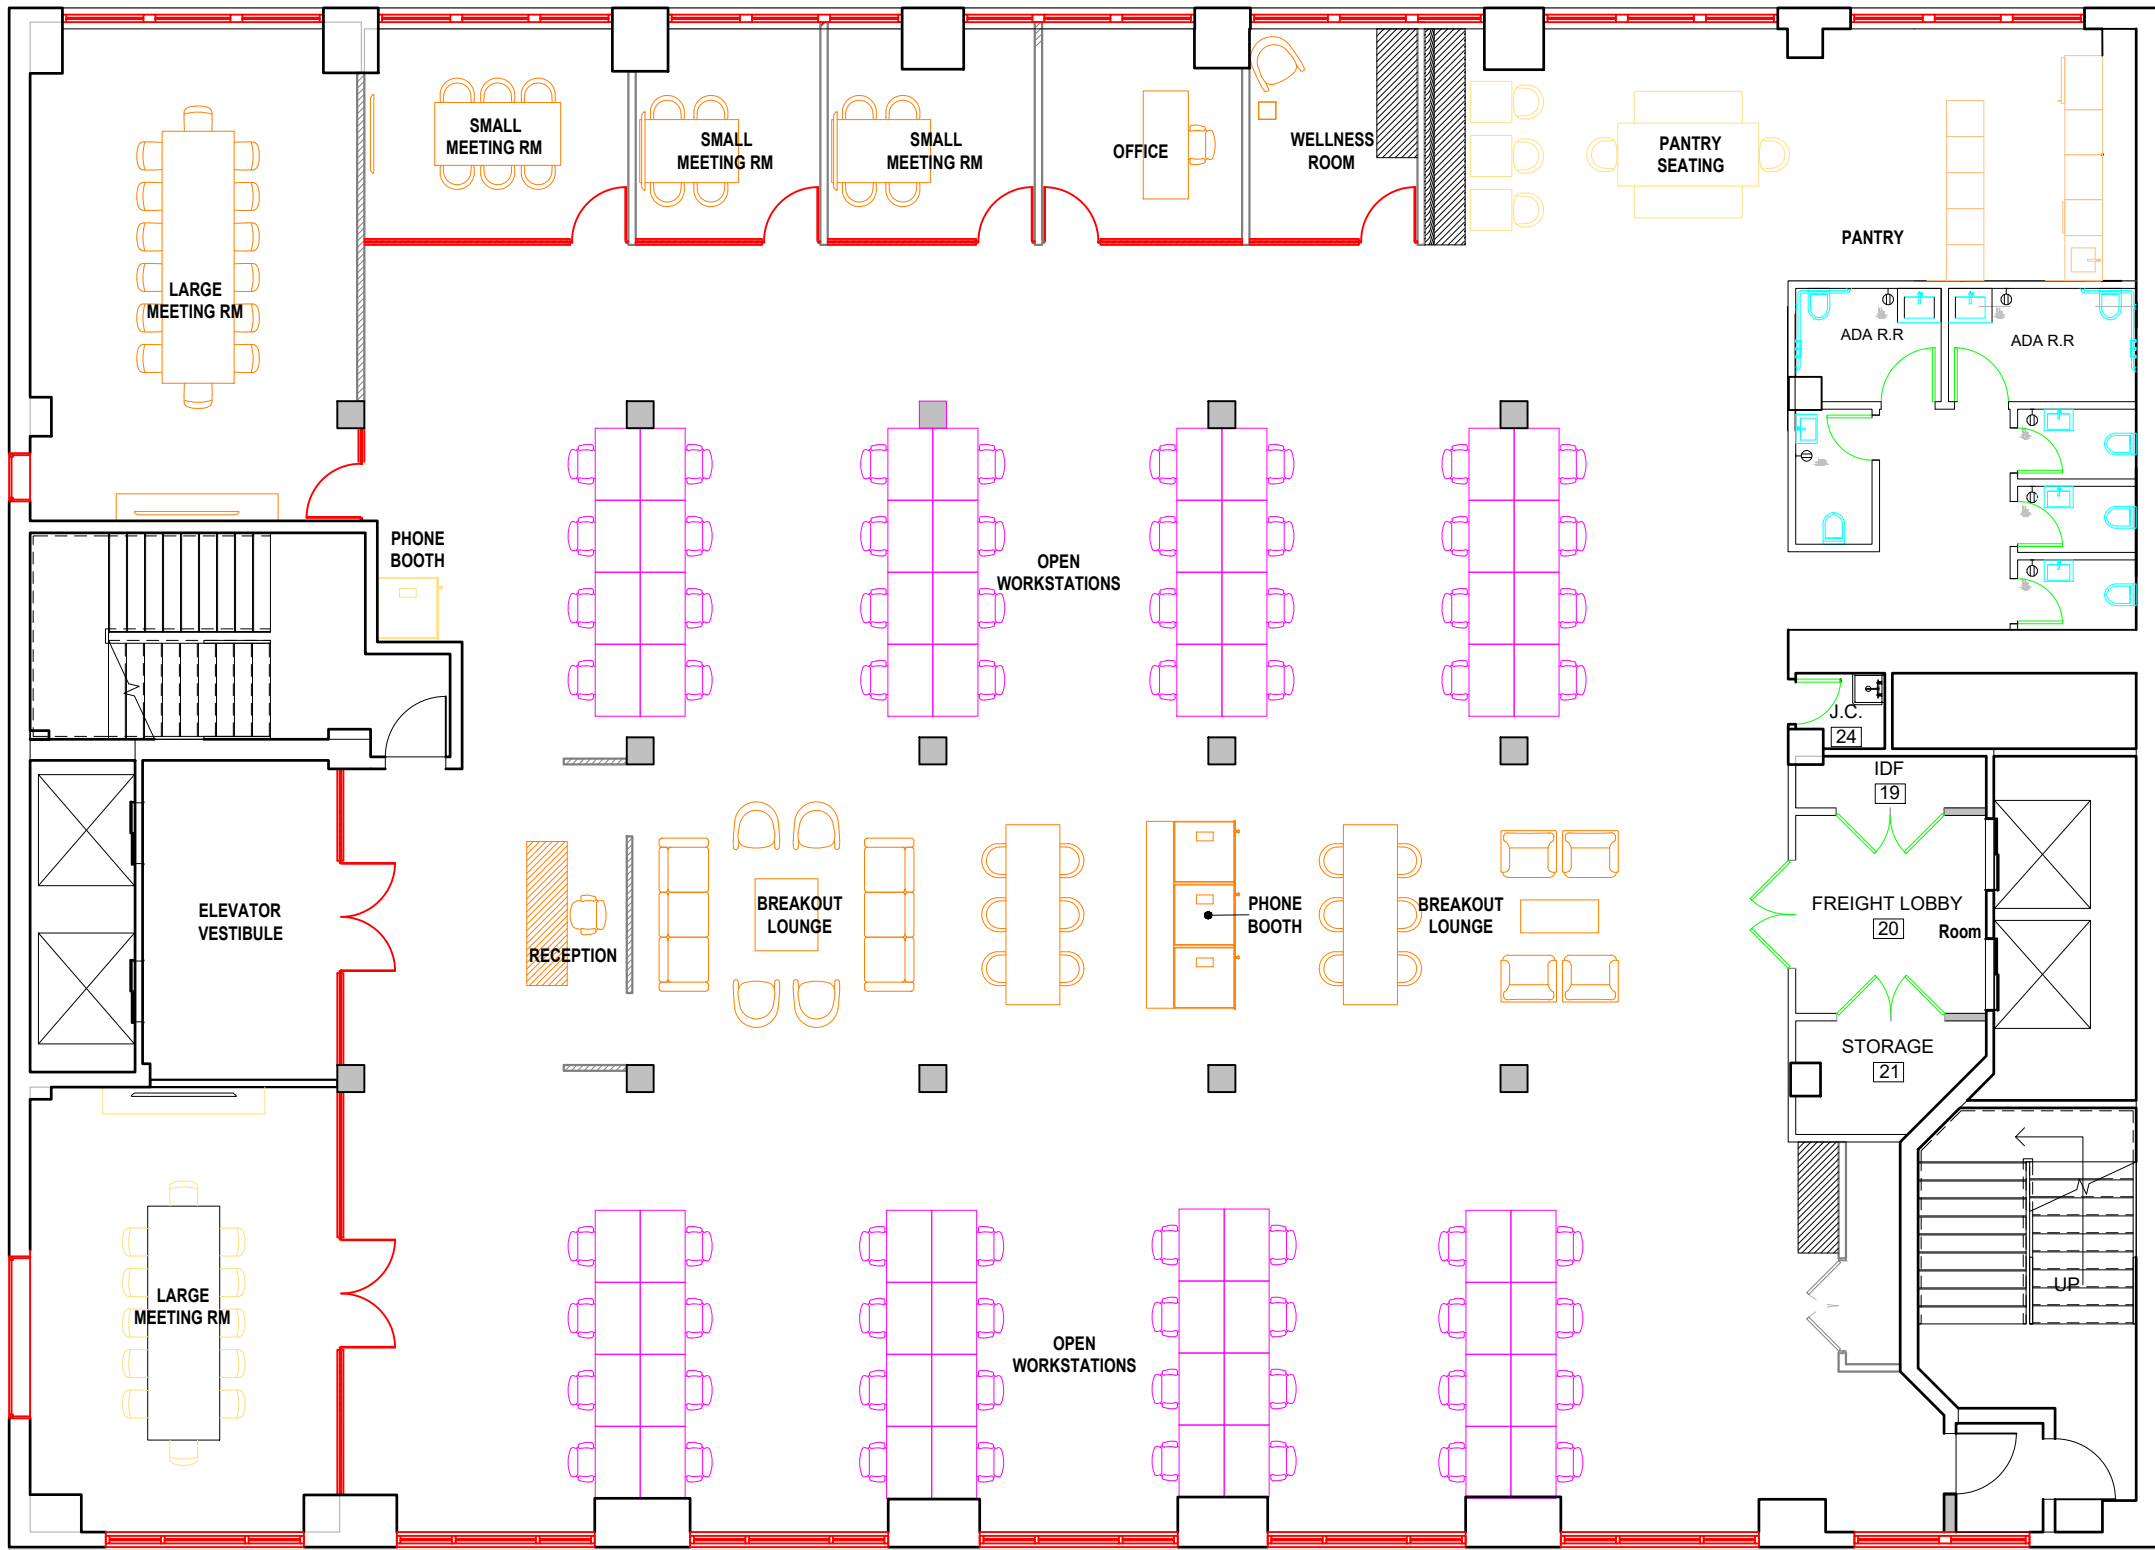 SMALL
MEETING RM
SMALL
MEETING RM
SMALL
MEETING RM
OFFICE
WELLNESS
ROOM
PANTRY
SEATING
PANTRY
LARGE
MEETING RM
ADA R.R
ADA R.R
PHONE
BOOTH
OPEN
WORKSTATIONS
J.C.
24
IDF
19
ELEVATOR
VESTIBULE
RECEPTION
BREAKOUT
LOUNGE
PHONE
BOOTH
BREAKOUT
LOUNGE
FREIGHT LOBBY
20
Room
STORAGE
21
LARGE
MEETING RM
OPEN
WORKSTATIONS
UP